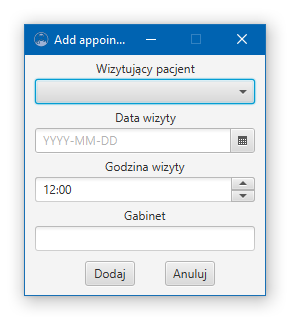 Add appoin...
Wizytujący pacjent
Data wizyty
YYYY-MM-DD
Godzina wizyty
12:00
Gabinet
Dodaj Anuluj